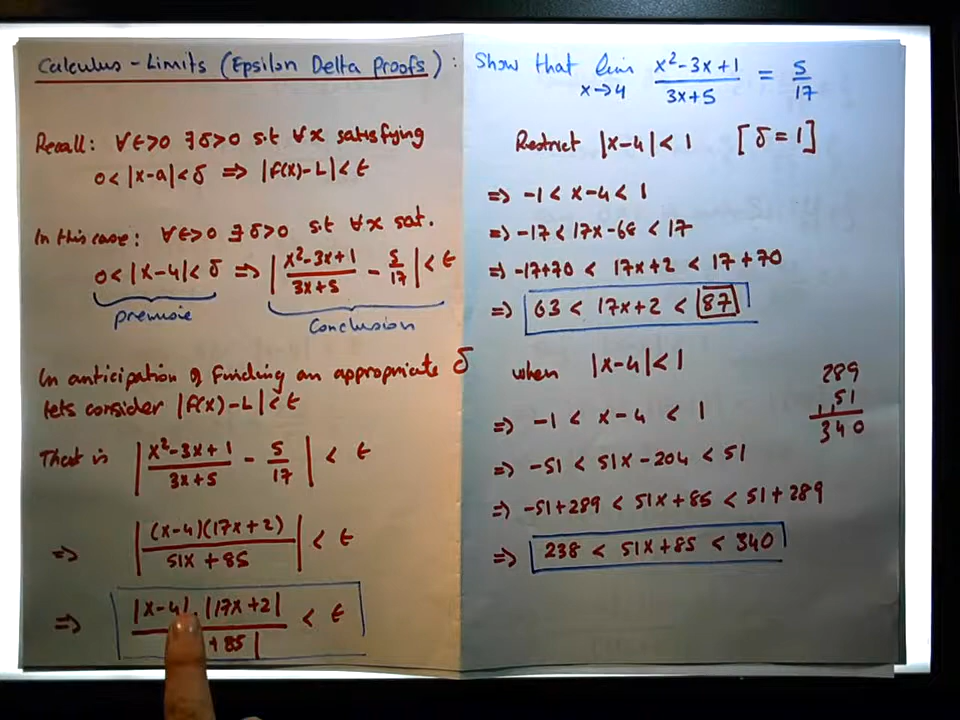 Calculus - Limits (Epsilon Delta Proofs) :
Recall: ∀ε>0 ∃δ>0 s.t ∀x satisfying
0<|x-a|<δ ⇒ |f(x)-L|<ε
In this case: ∀ε>0 ∃δ>0 s.t ∀x sat.
0<|x-4|<δ ⇒ |(x²-3x+1)/(3x+5) - 5/17| < ε
premisie
Conclusion
In anticipation of finding an appropriate δ
lets consider |f(x)-L|<ε
That is |(x²-3x+1)/(3x+5) - 5/17| < ε
⇒ |(x-4)(17x+2)/(51x+85)| < ε
⇒ |x-4|.|17x+2| / +85| < ε
Show that lim x→4 (x²-3x+1)/(3x+5) = 5/17
Restrict |x-4|<1 [δ=1]
⇒ -1 < x-4 < 1
⇒ -17 < 17x-68 < 17
⇒ -17+70 < 17x+2 < 17+70
⇒ 63 < 17x+2 < 87
when |x-4|<1
⇒ -1 < x-4 < 1
⇒ -51 < 51x-204 < 51
⇒ -51+289 < 51x+85 < 51+289
⇒ 238 < 51x+85 < 340
289
51
340